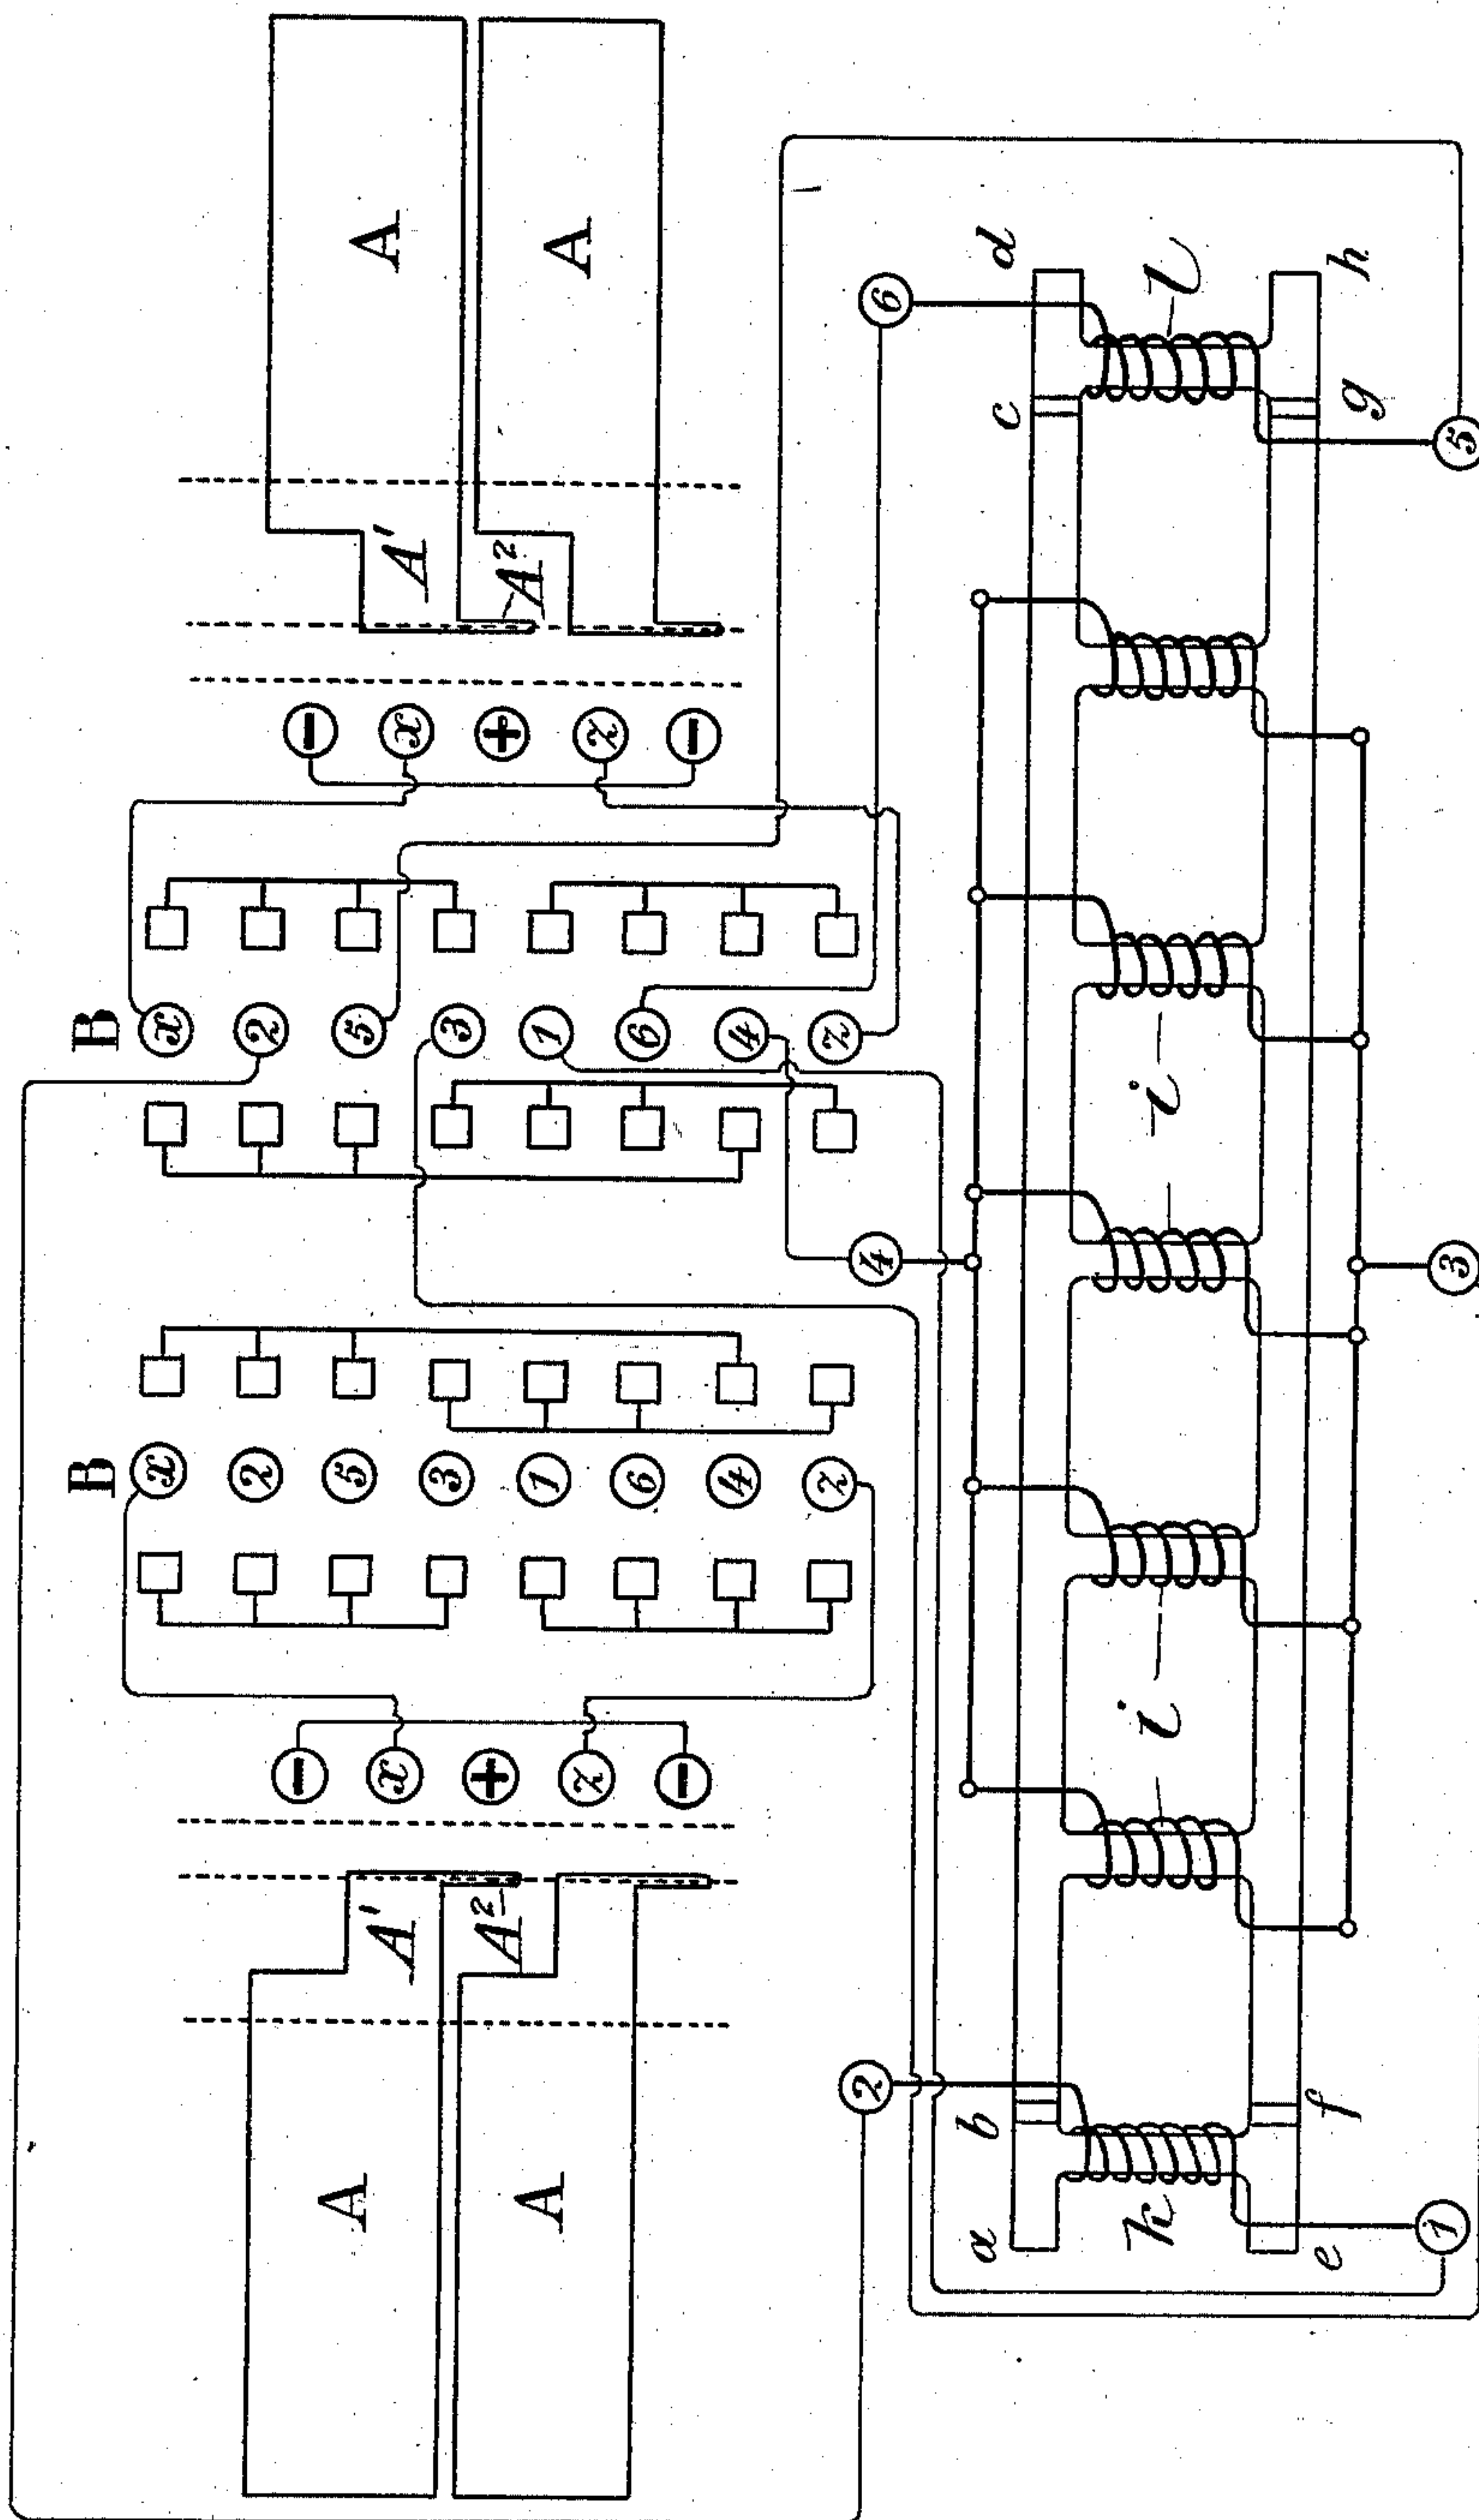 B B
x x
2 2
− −
A 5 5 A
A' x x A'
3 3
A² + + A²
A 1 1 A
z z
6 6
− −
4 4
z z
2 4 6
a b c d
k i i l
e f g h
1 3 5